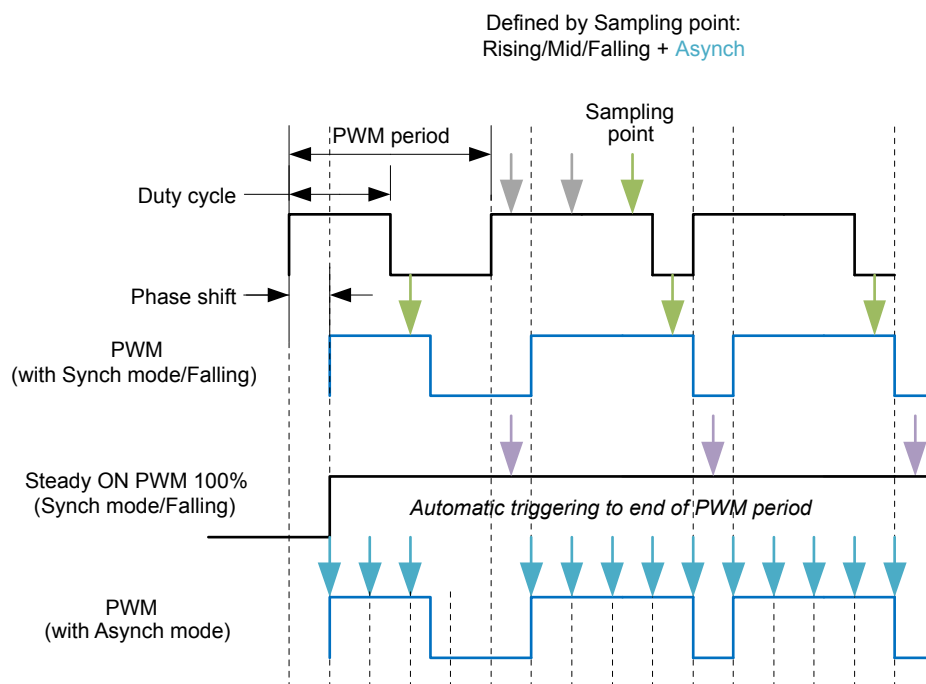 Defined by Sampling point:
Rising/Mid/Falling + Asynch
Sampling
point
PWM period
Duty cycle
Phase shift
PWM
(with Synch mode/Falling)
Steady ON PWM 100%
(Synch mode/Falling)
Automatic triggering to end of PWM period
PWM
(with Asynch mode)